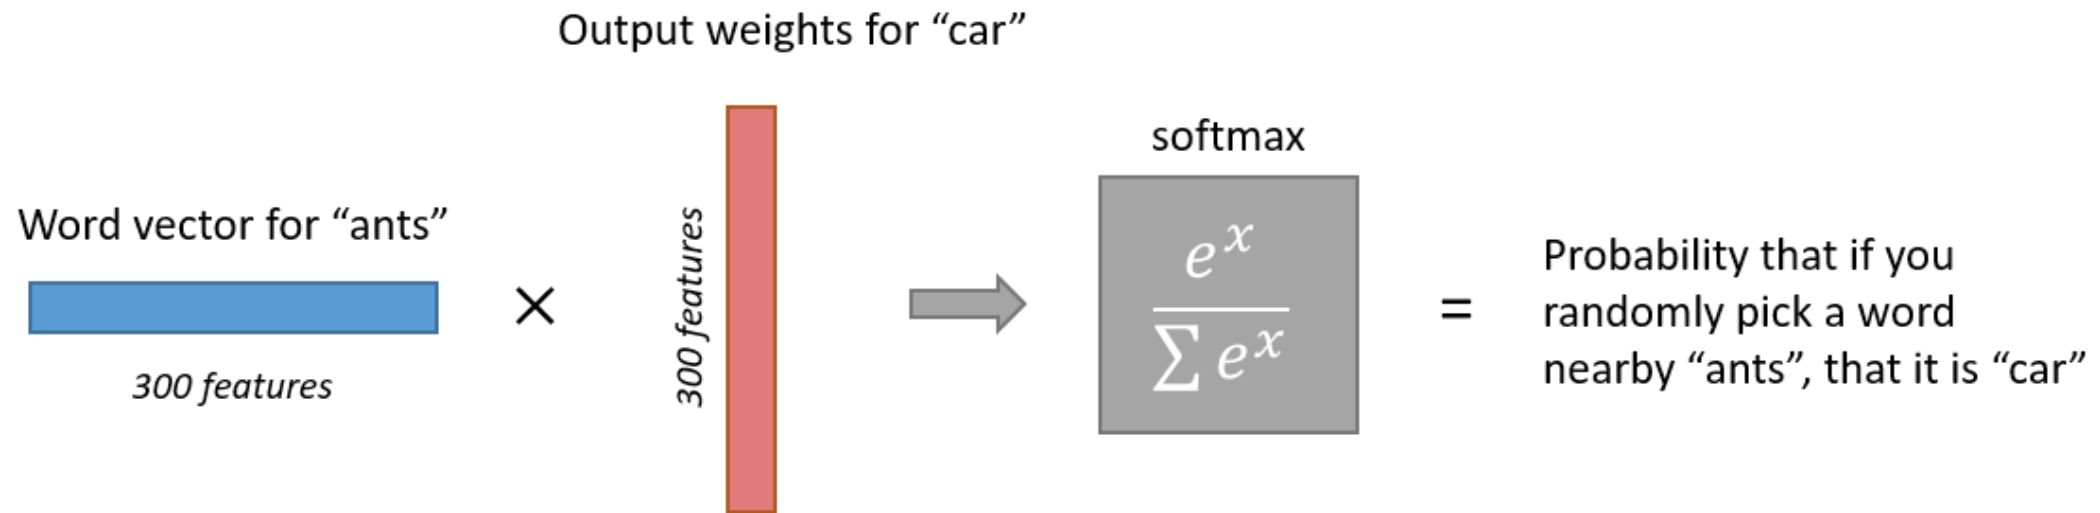 Output weights for “car”
softmax
Word vector for “ants”
300 features
×
300 features
e^x
∑ e^x
=
Probability that if you
randomly pick a word
nearby “ants”, that it is “car”